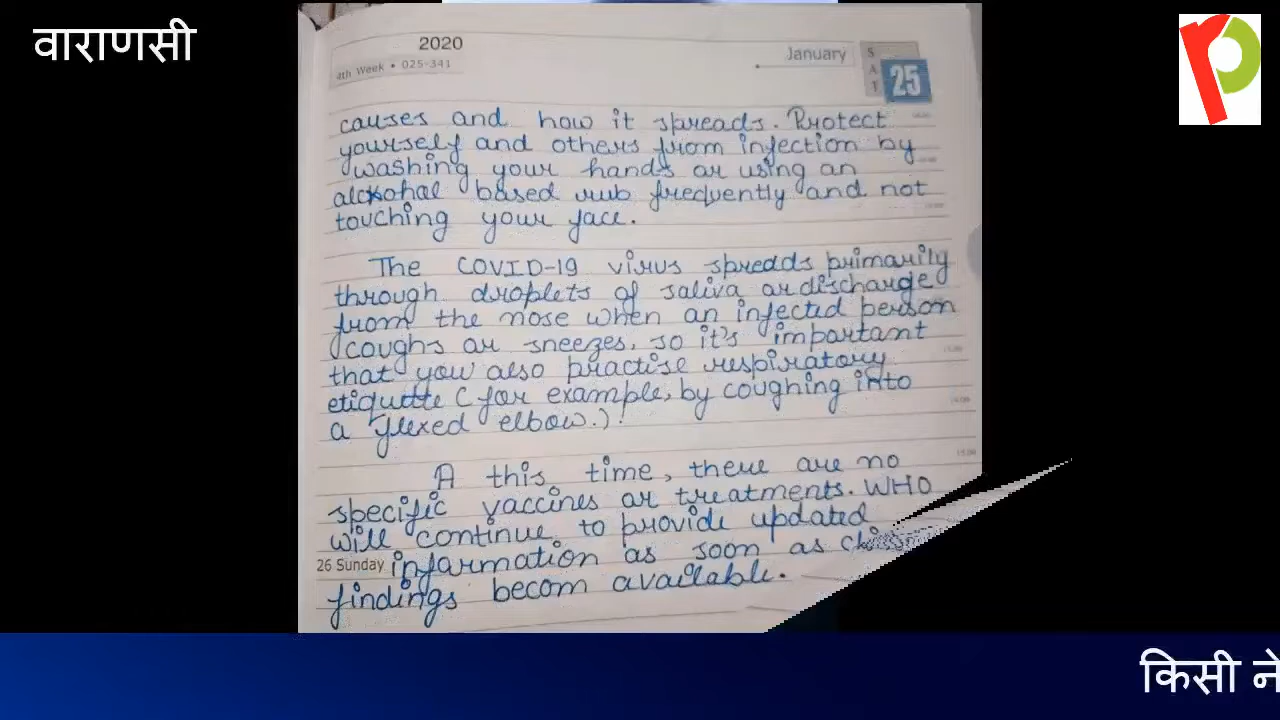 वाराणसी
2020
4th Week • 025-341
January
SAT
25
causes and how it spreads. Protect
yourself and others from infection by
washing your hands or using an
alckohal based rub frequently and not
touching your face.
The COVID-19 virus spreads primarily
through droplets of saliva or discharge
from the nose when an infected person
coughs or sneezes, so it's important
that you also practise respiratory
etiquette (for example, by coughing into
a flexed elbow.).
A this time, there are no
specific vaccines or treatments. WHO
will continue to provide updated
26 Sunday
information as soon as
findings becom available.
किसी ने